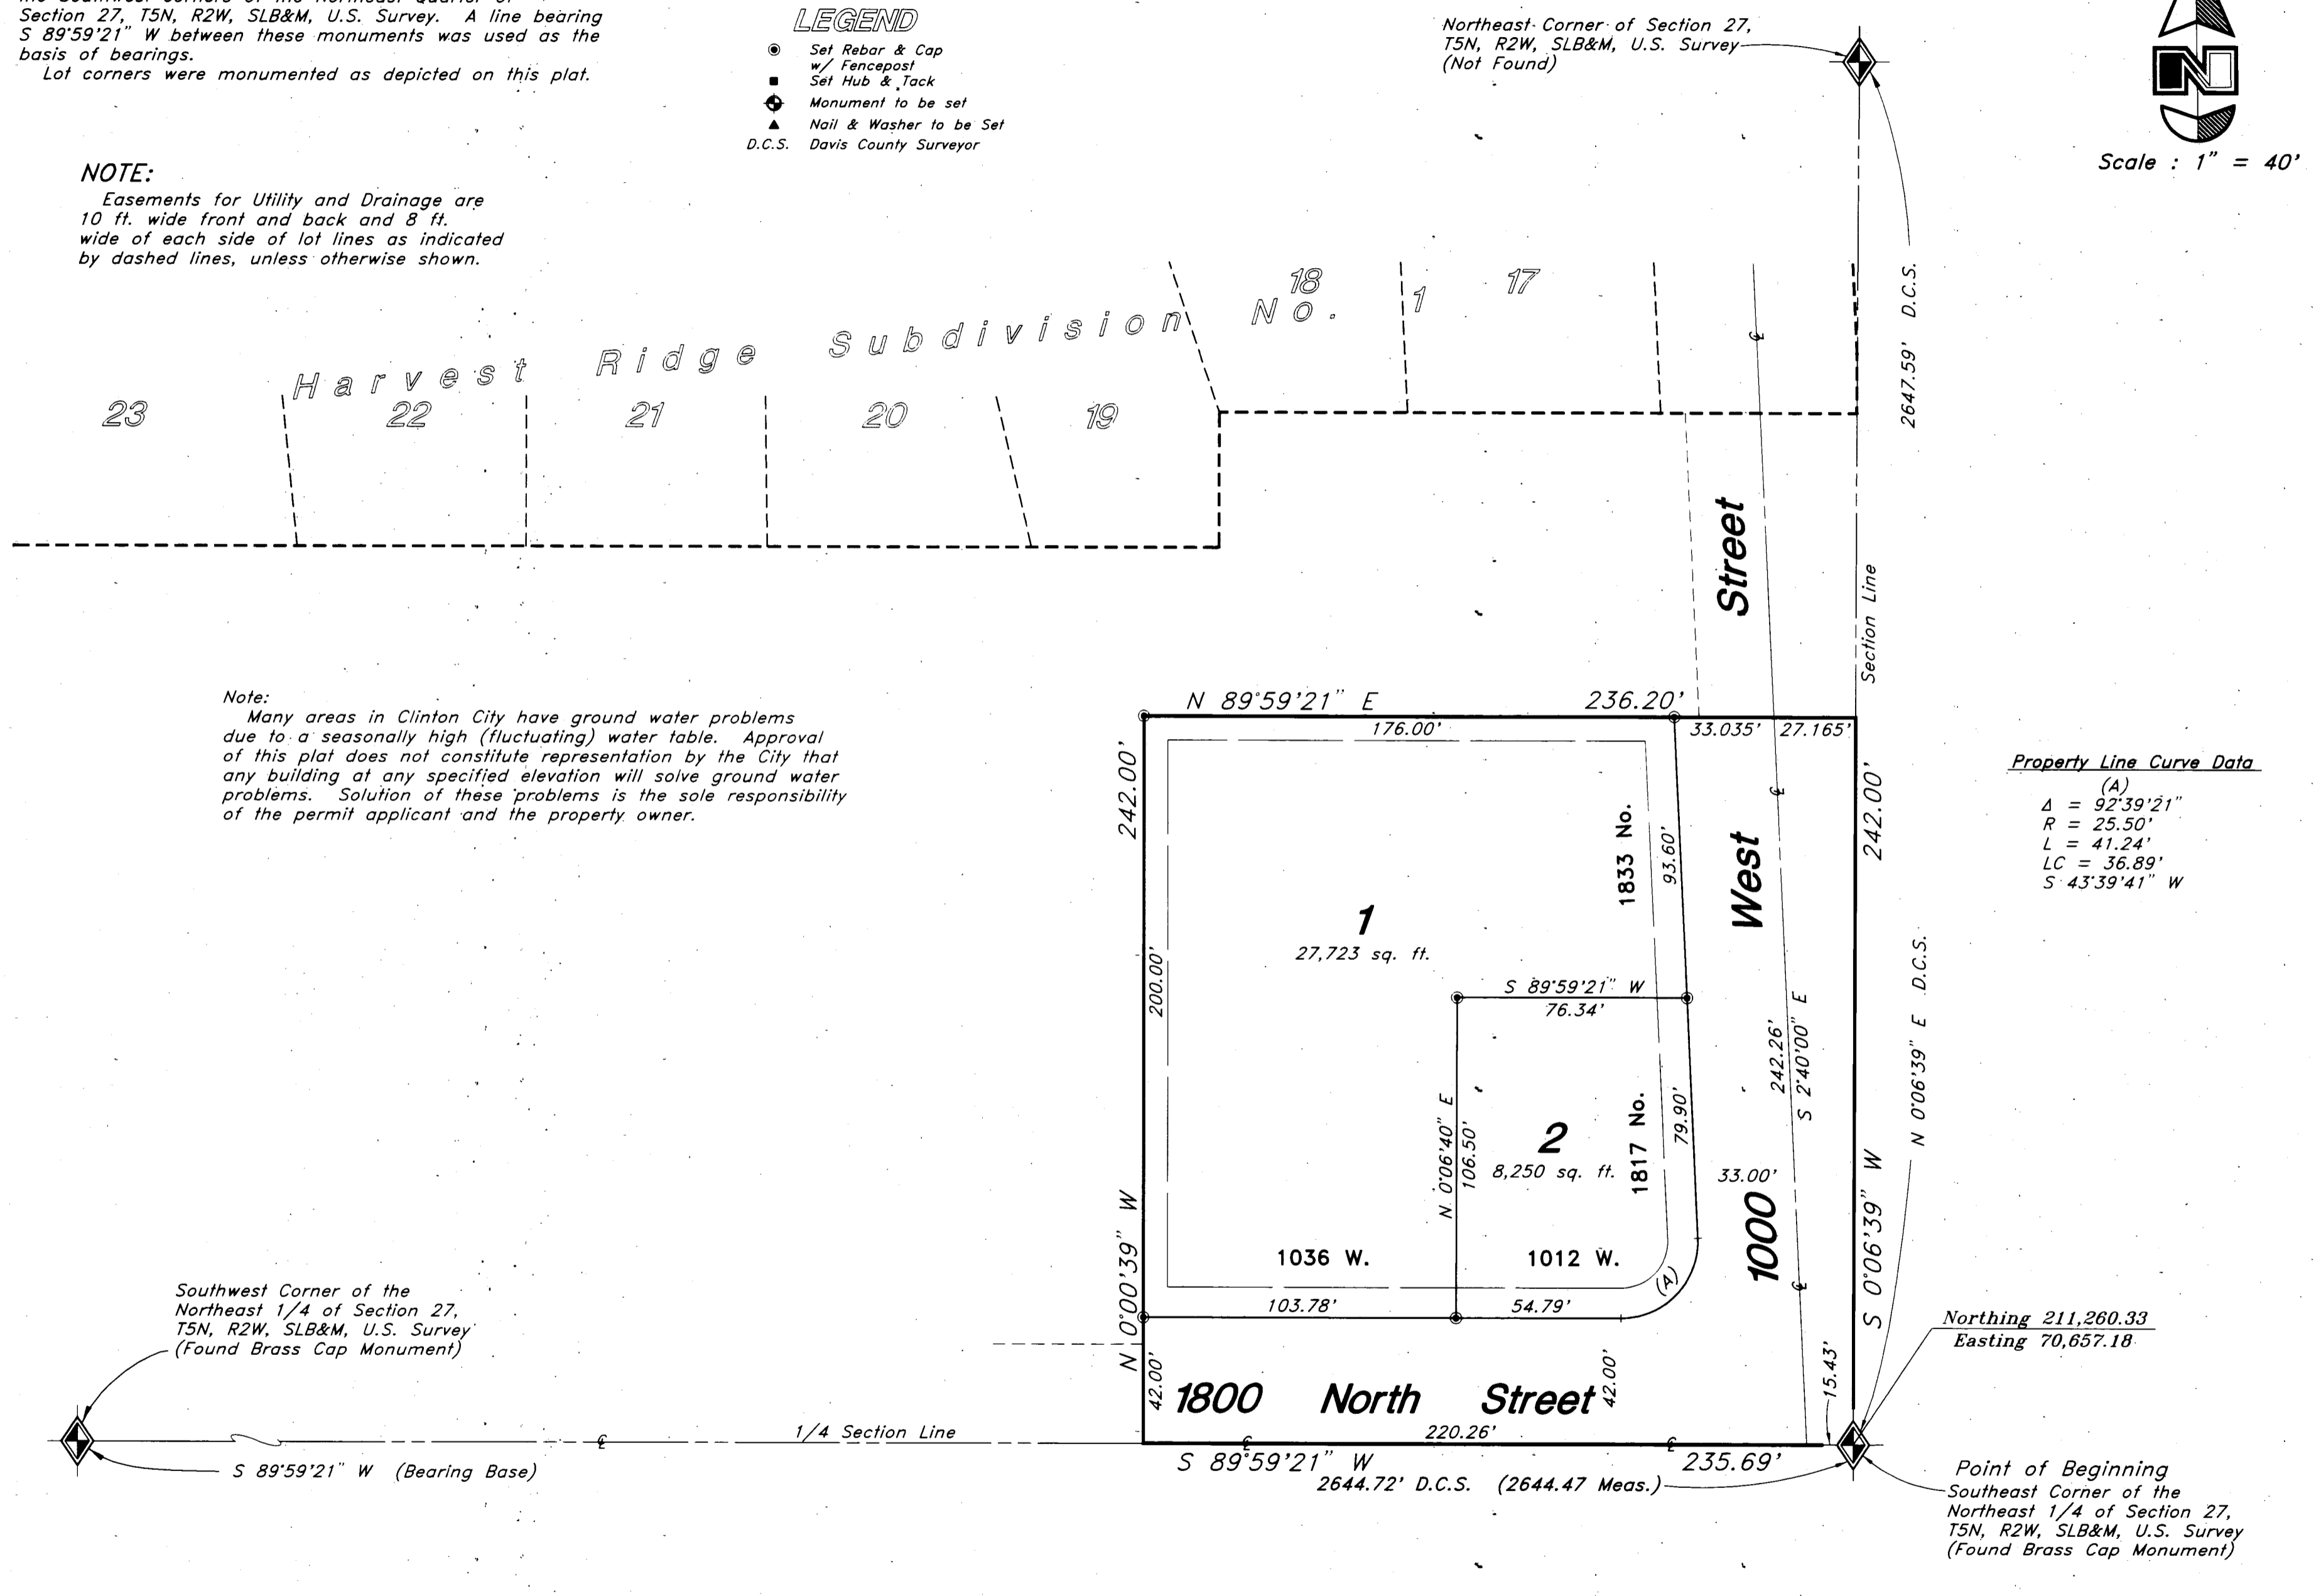 Section 27, T5N, R2W, SLB&M, U.S. Survey. A line bearing
S 89°59'21" W between these monuments was used as the
basis of bearings.
Lot corners were monumented as depicted on this plat.
NOTE:
Easements for Utility and Drainage are
10 ft. wide front and back and 8 ft.
wide of each side of lot lines as indicated
by dashed lines, unless otherwise shown.
LEGEND
Set Rebar & Cap
w/ Fencepost
Set Hub & Tack
Monument to be set
Nail & Washer to be Set
D.C.S. Davis County Surveyor
Northeast Corner of Section 27,
T5N, R2W, SLB&M, U.S. Survey
(Not Found)
N
Scale : 1" = 40'
2647.59' D.C.S.
Harvest Ridge Subdivision No. 1
18
17
23
22
21
20
19
Street
Section Line
Note:
Many areas in Clinton City have ground water problems
due to a seasonally high (fluctuating) water table. Approval
of this plat does not constitute representation by the City that
any building at any specified elevation will solve ground water
problems. Solution of these problems is the sole responsibility
of the permit applicant and the property owner.
N 89°59'21" E 236.20'
176.00'
33.035' 27.165'
242.00'
242.00'
1833 No.
93.60'
West
Property Line Curve Data
(A)
Δ = 92°39'21"
R = 25.50'
L = 41.24'
LC = 36.89'
S 43°39'41" W
1
27,723 sq. ft.
200.00'
S 89°59'21" W
76.34'
242.26'
S 2°40'00" E
N 0°06'39" E D.C.S.
N 0°06'40" E
106.50'
2
8,250 sq. ft.
1817 No.
79.90'
33.00'
1000
S 0°06'39" W
N 0°00'39" W
1036 W.
1012 W.
(A)
103.78'
54.79'
Southwest Corner of the
Northeast 1/4 of Section 27,
T5N, R2W, SLB&M, U.S. Survey
(Found Brass Cap Monument)
Northing 211,260.33
Easting 70,657.18
42.00'
1800 North Street
42.00'
15.43'
1/4 Section Line
220.26'
S 89°59'21" W (Bearing Base)
S 89°59'21" W 235.69'
2644.72' D.C.S. (2644.47 Meas.)
Point of Beginning
Southeast Corner of the
Northeast 1/4 of Section 27,
T5N, R2W, SLB&M, U.S. Survey
(Found Brass Cap Monument)